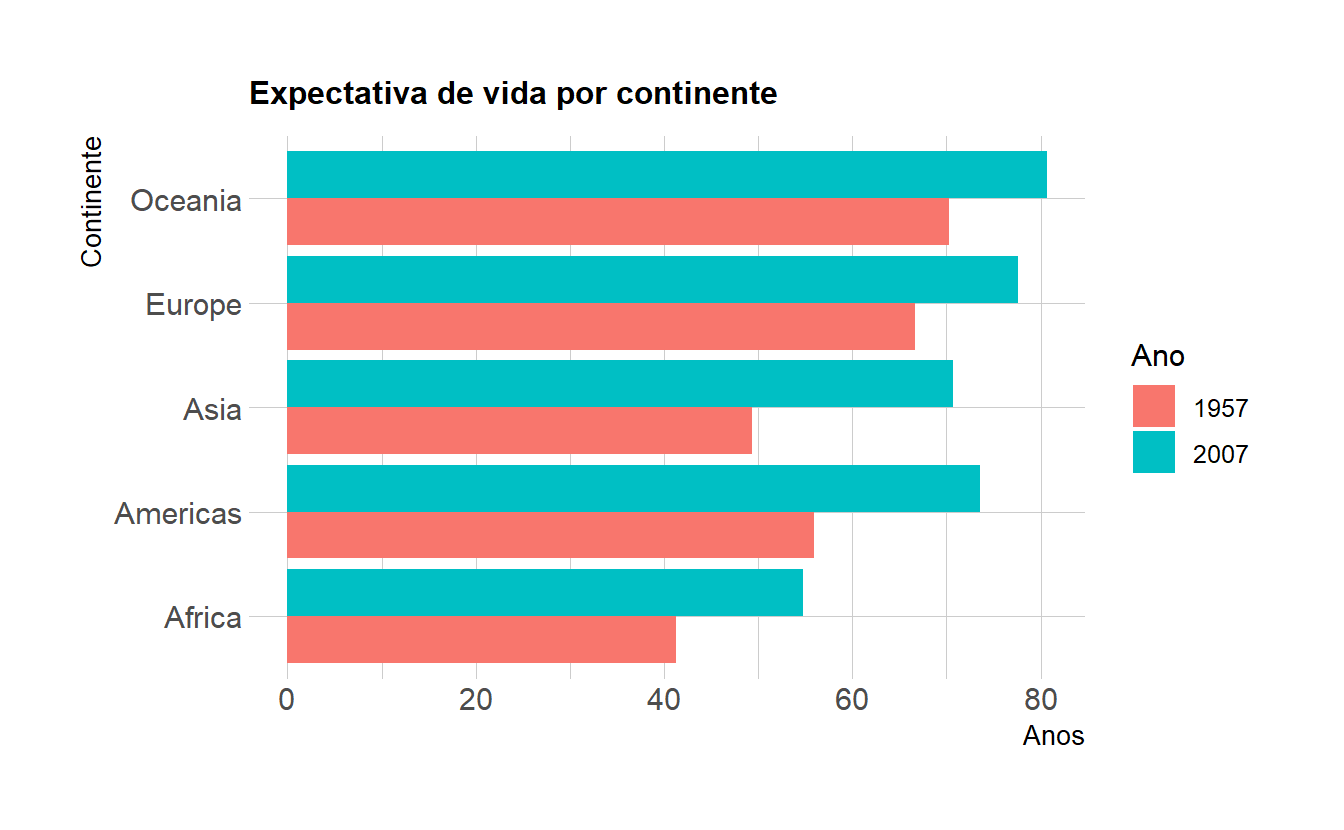 Expectativa de vida por continente
Continente
Oceania
Europe
Asia
Americas
Africa
0 20 40 60 80
Anos
Ano
1957
2007